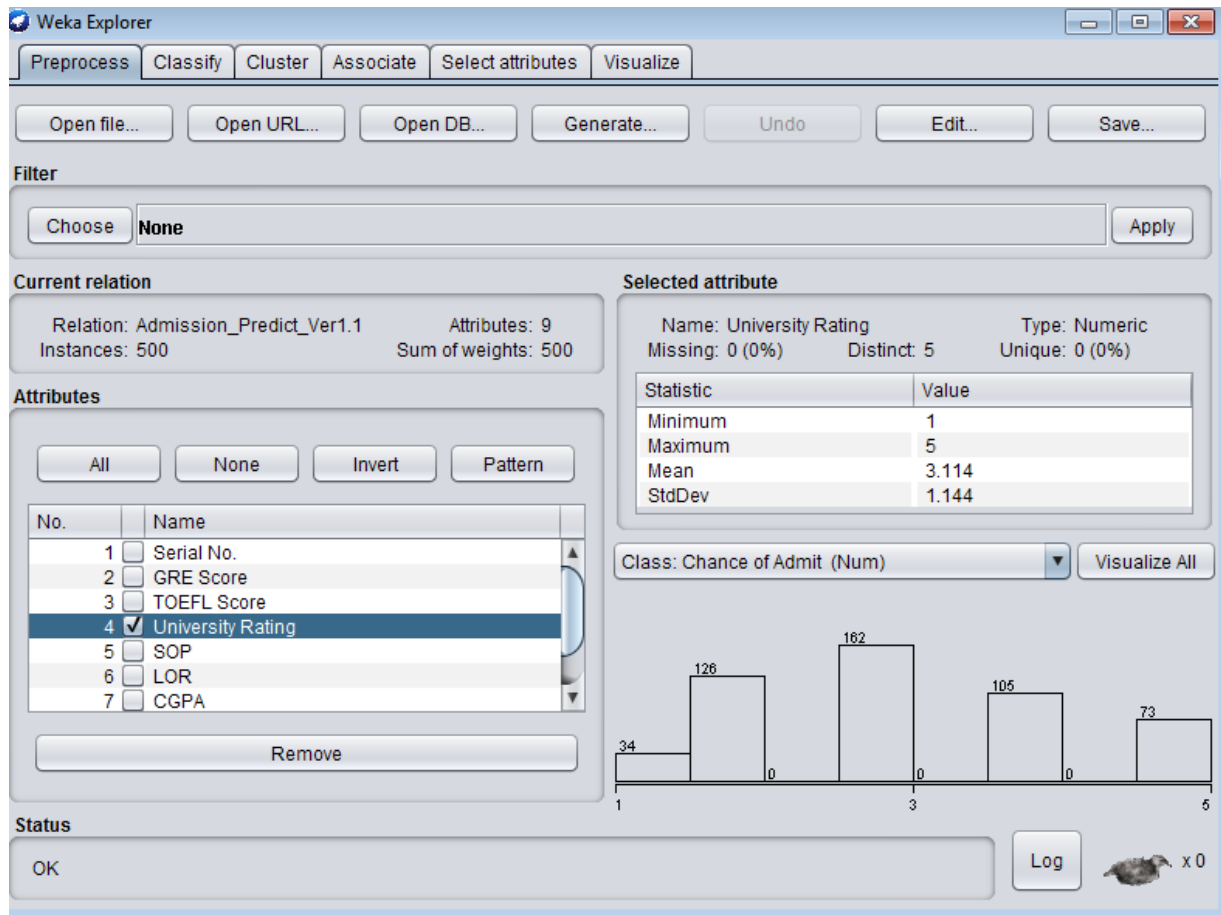 Weka Explorer
Preprocess Classify Cluster Associate Select attributes Visualize
Open file... Open URL... Open DB... Generate... Undo Edit... Save...
Filter
Choose None Apply
Current relation
Relation: Admission_Predict_Ver1.1 Attributes: 9
Instances: 500 Sum of weights: 500
Attributes
All None Invert Pattern
No. Name
1 Serial No.
2 GRE Score
3 TOEFL Score
4 University Rating
5 SOP
6 LOR
7 CGPA
Remove
Selected attribute
Name: University Rating Type: Numeric
Missing: 0 (0%) Distinct: 5 Unique: 0 (0%)
Statistic Value
Minimum 1
Maximum 5
Mean 3.114
StdDev 1.144
Class: Chance of Admit (Num) Visualize All
162
126
105
73
34
0 0 0
1 3 5
Status
OK
Log x 0